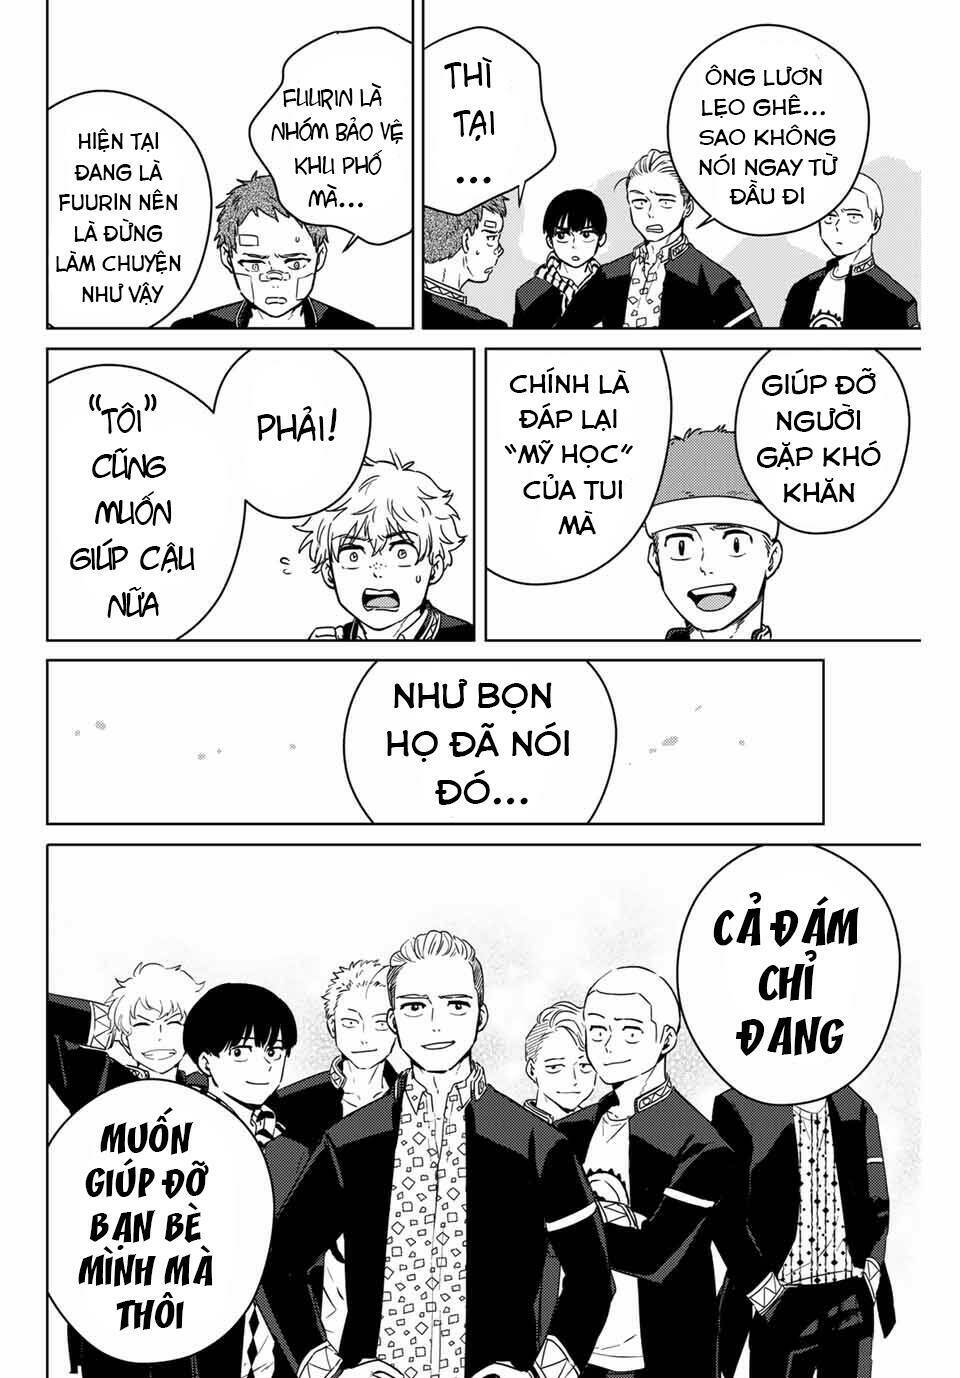 ÔNG LƯƠN
LẸO GHÊ...
SAO KHÔNG
NÓI NGAY TỪ
ĐẦU ĐI
THÌ
TẠI
...
FUURIN LÀ
NHÓM BẢO VỆ
KHU PHỐ
MÀ...
HIỆN TẠI
ĐANG LÀ
FUURIN NÊN
LÀ ĐỪNG
LÀM CHUYỆN
NHƯ VẬY
GIÚP ĐỠ
NGƯỜI
GẶP KHÓ
KHĂN
CHÍNH LÀ
ĐÁP LẠI
“MỸ HỌC”
CỦA TUI
MÀ
PHẢI!
“TÔI”
CŨNG
MUỐN
GIÚP CẬU
NỮA
NHƯ BỌN
HỌ ĐÃ NÓI
ĐÓ...
CẢ ĐÁM
CHỈ
ĐANG
MUỐN
GIÚP ĐỠ
BẠN BÈ
MÌNH MÀ
THÔI